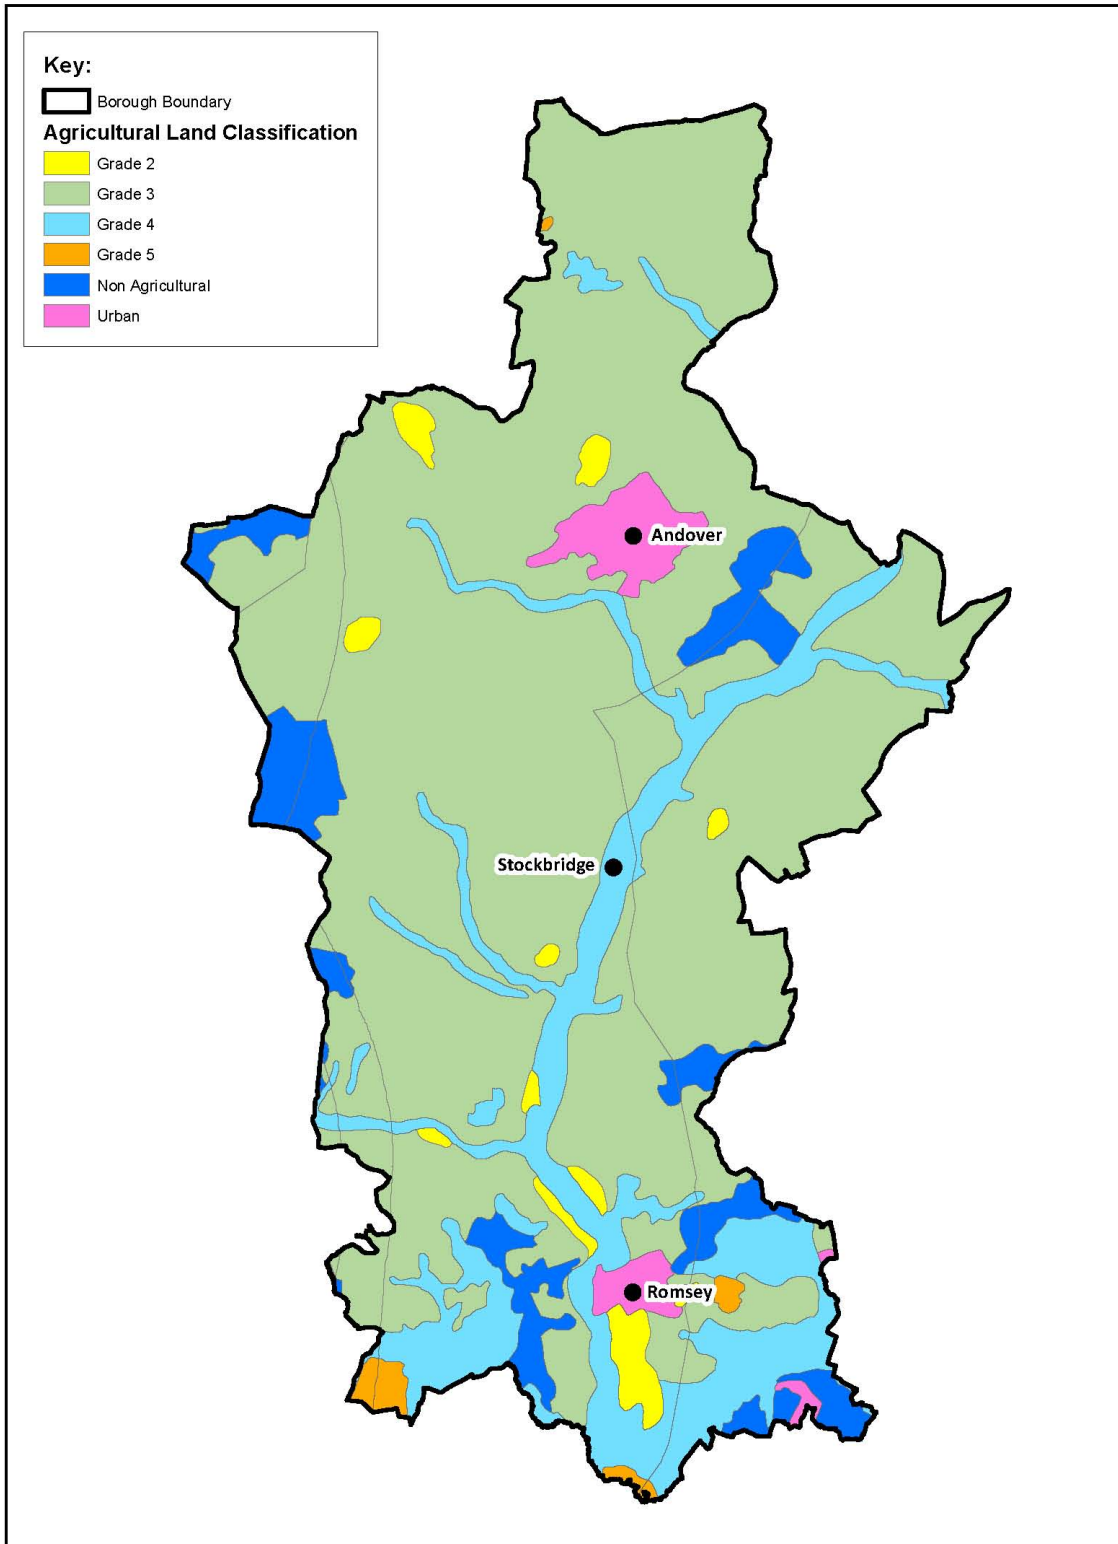 Key:
Borough Boundary
Agricultural Land Classification
Grade 2
Grade 3
Grade 4
Grade 5
Non Agricultural
Urban
Andover
Stockbridge
Romsey